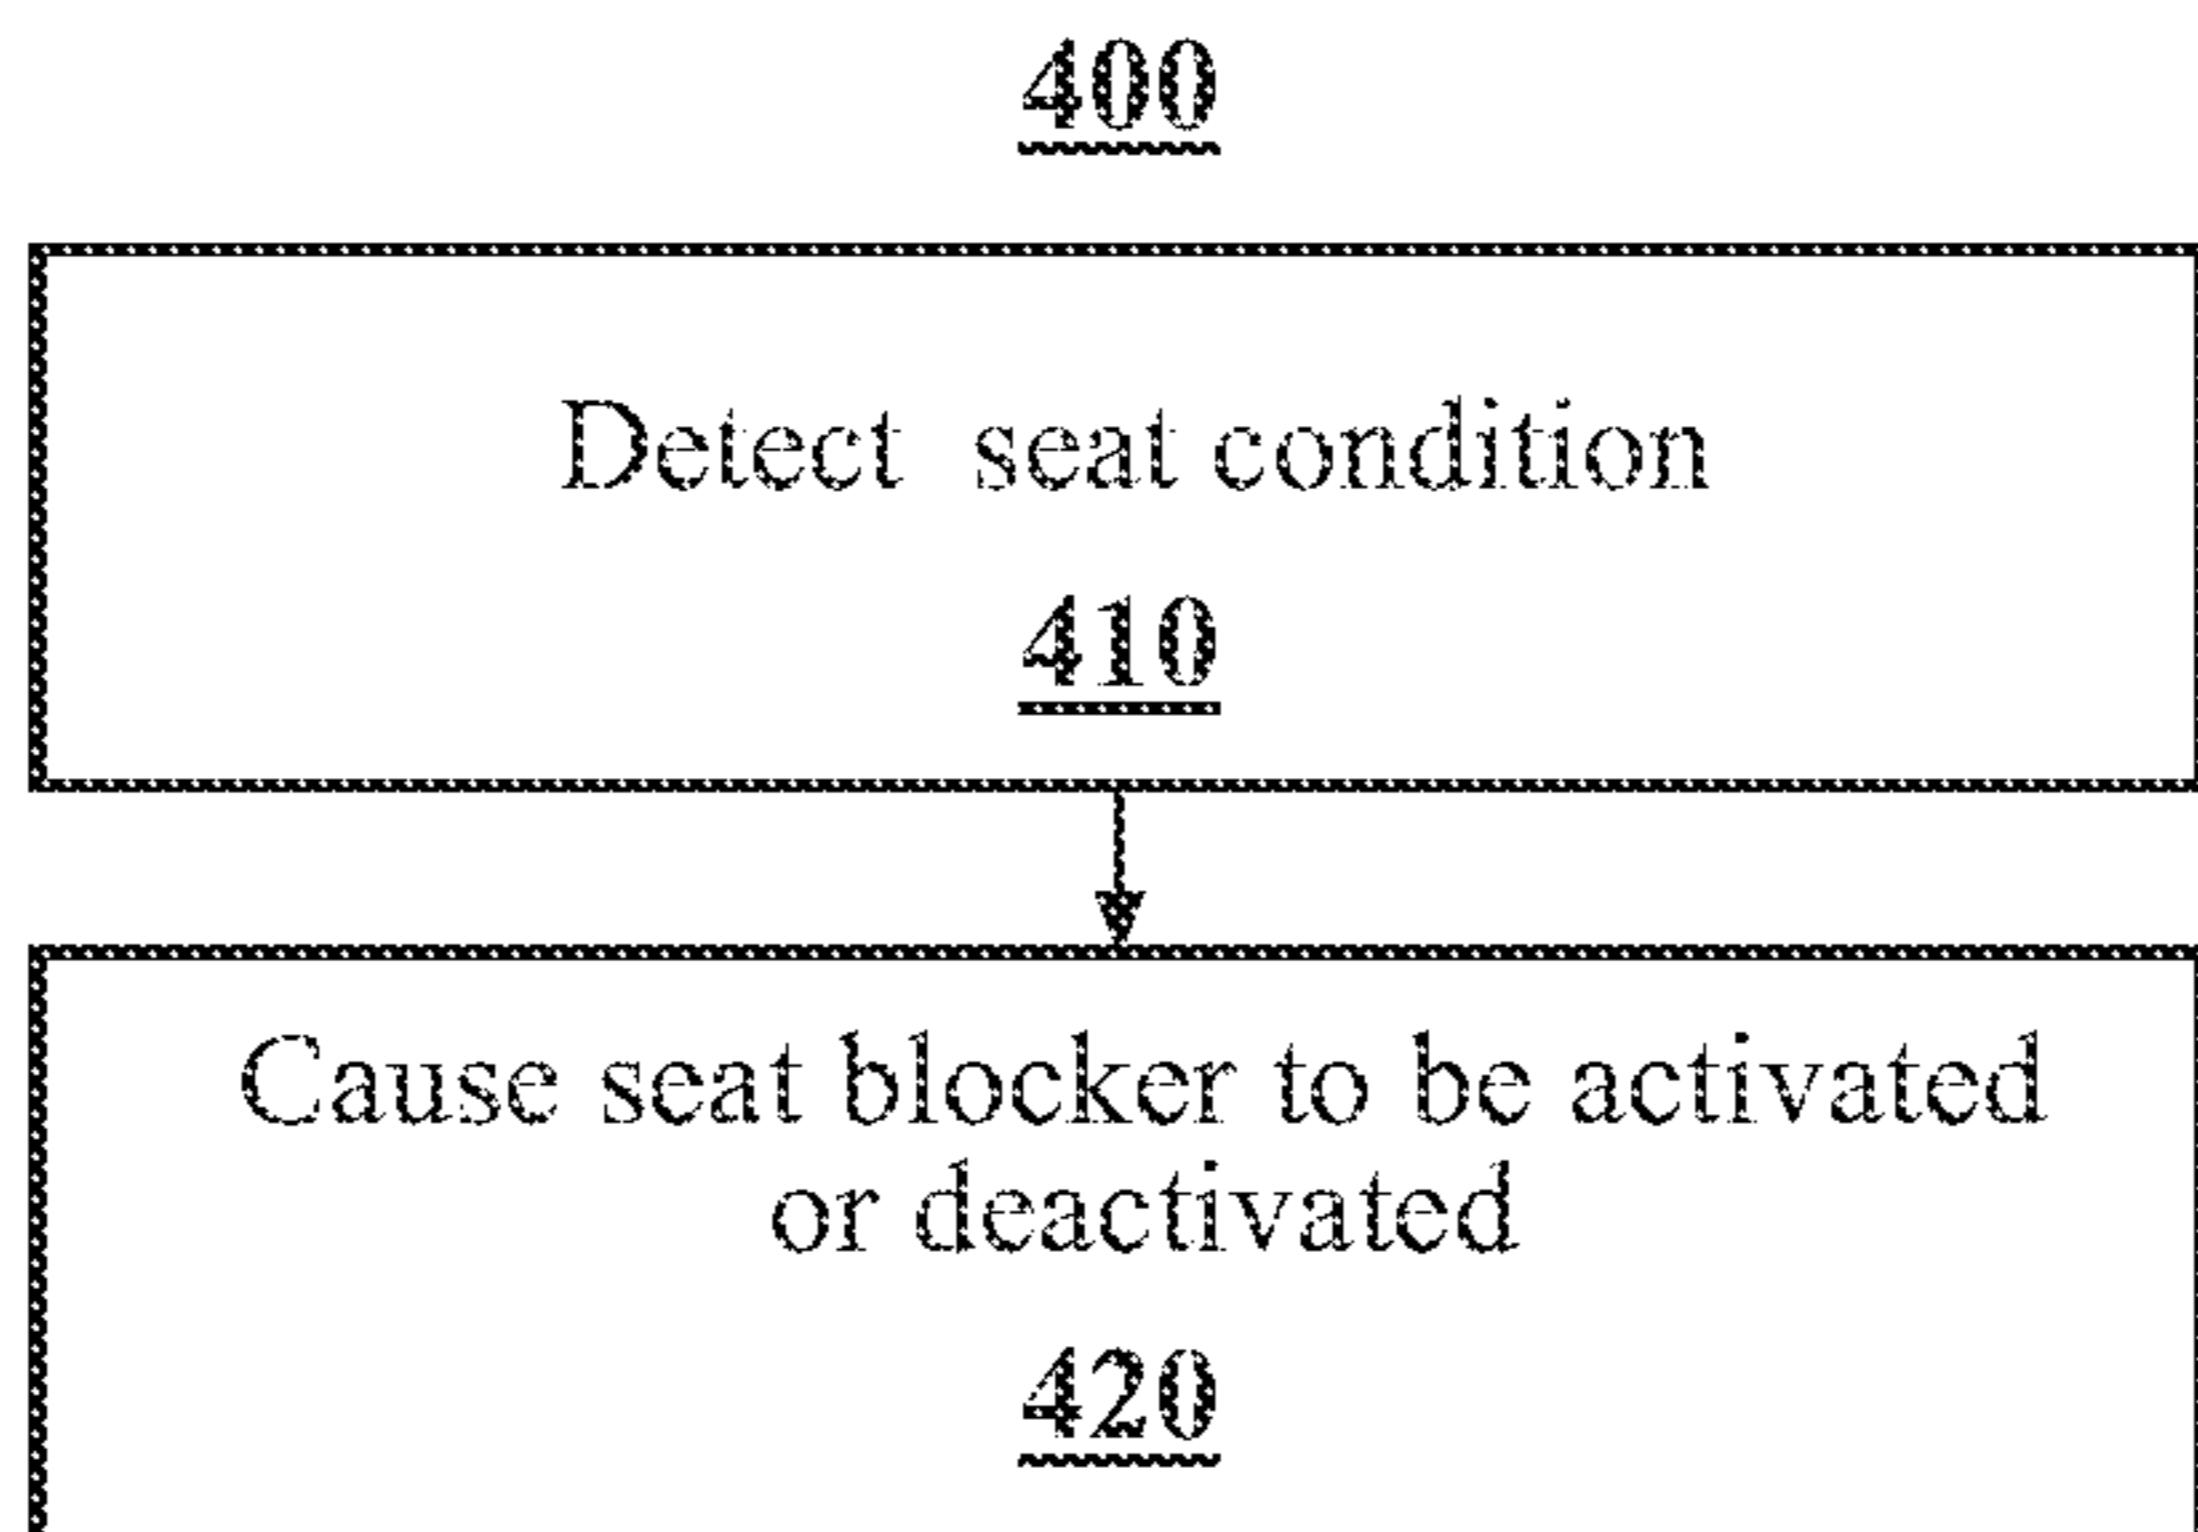 400
Detect seat condition
410
Cause seat blocker to be activated
or deactivated
420